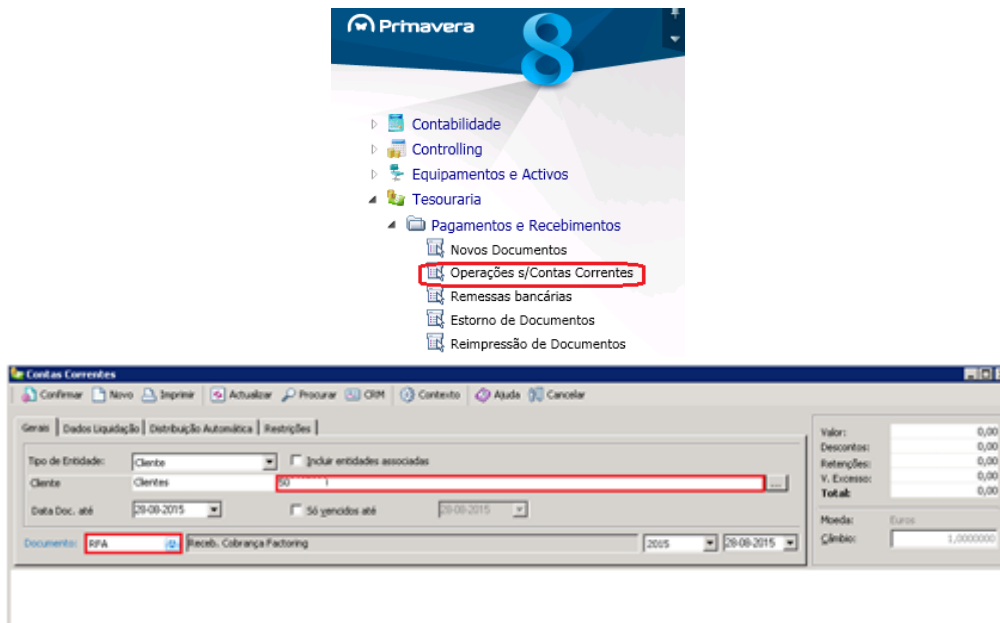 Primavera
8
Contabilidade
Controlling
Equipamentos e Activos
Tesouraria
Pagamentos e Recebimentos
Novos Documentos
Operações s/Contas Correntes
Remessas bancárias
Estorno de Documentos
Reimpressão de Documentos
Contas Correntes
Confirmar Novo Imprimir Actualizar Procurar CRM Contexto Ajuda Cancelar
Gerais Dados Liquidação Distribuição Automática Restrições
Tipo de Entidade: Cliente Incluir entidades associadas
Cliente Clientes 50 ...
Data Doc. até 28-08-2015 Só vencidos até 28-08-2015
Documento: RFA Receb. Cobrança Factoring 2015 28-08-2015
Valor: 0,00
Descontos: 0,00
Retenções: 0,00
V. Excesso: 0,00
Total: 0,00
Moeda: Euros
Câmbio: 1,0000000